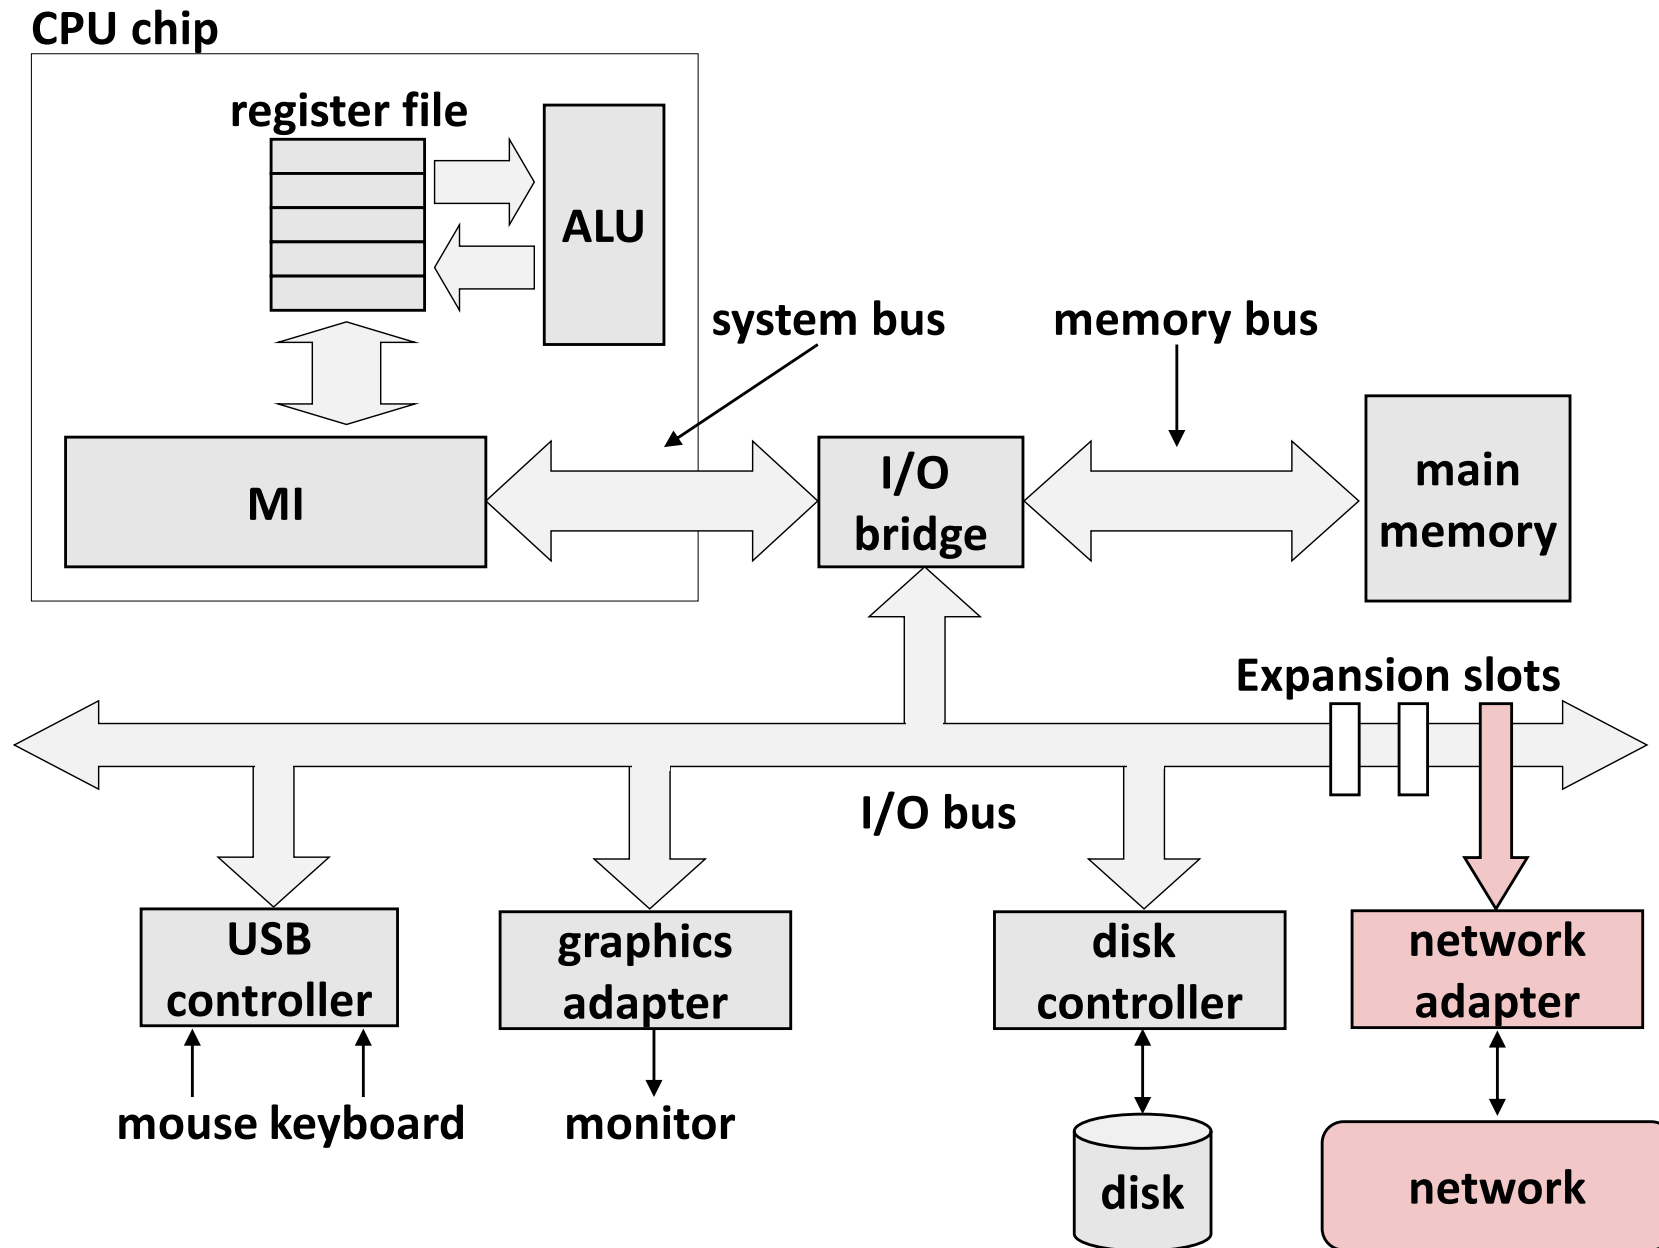 CPU chip
register file
ALU
system bus
memory bus
MI
I/O
bridge
main
memory
Expansion slots
I/O bus
USB
controller
graphics
adapter
disk
controller
network
adapter
mouse keyboard
monitor
disk
network